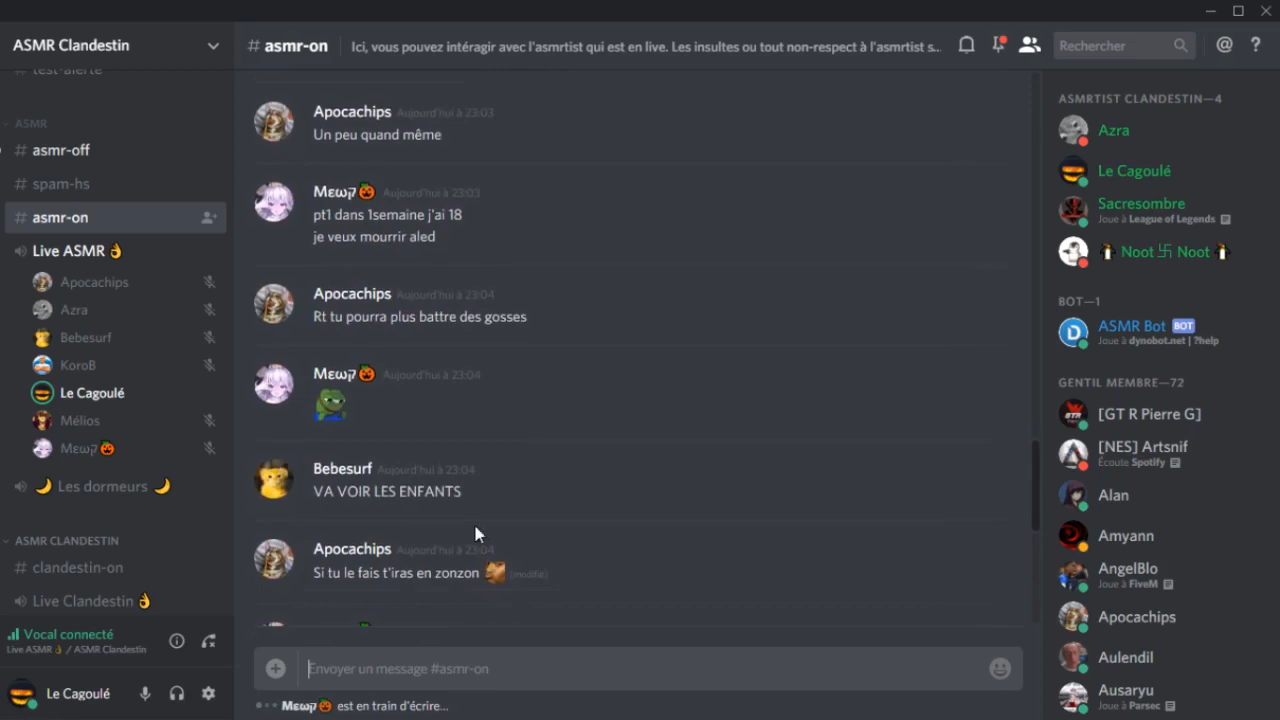 ASMR Clandestin
test-alerte
ASMR
asmr-off
spam-hs
asmr-on
Live ASMR 👌
Apocachips
Azra
Bebesurf
KoroB
Le Cagoulé
Mélios
Mεωק🎃
🌙 Les dormeurs 🌙
ASMR CLANDESTIN
clandestin-on
Live Clandestin 👌
Vocal connecté
Live ASMR 👌 / ASMR Clandestin
Le Cagoulé
# asmr-on
Ici, vous pouvez intéragir avec l'asmrtist qui est en live. Les insultes ou tout non-respect à l'asmrtist s...
Rechercher
Apocachips Aujourd'hui à 23:03
Un peu quand même
Mεωק🎃 Aujourd'hui à 23:03
pt1 dans 1semaine j'ai 18
je veux mourrir aled
Apocachips Aujourd'hui à 23:04
Rt tu pourra plus battre des gosses
Mεωק🎃 Aujourd'hui à 23:04
Bebesurf Aujourd'hui à 23:04
VA VOIR LES ENFANTS
Apocachips Aujourd'hui à 23:04
Si tu le fais t'iras en zonzon (modifié)
Envoyer un message #asmr-on
Mεωק🎃 est en train d'écrire...
ASMRTIST CLANDESTIN—4
Azra
Le Cagoulé
Sacresombre
Joue à League of Legends
🐧 Noot 卐 Noot 🐧
BOT—1
ASMR Bot BOT
Joue à dynobot.net | ?help
GENTIL MEMBRE—72
[GT R Pierre G]
[NES] Artsnif
Écoute Spotify
Alan
Amyann
AngelBlo
Joue à FiveM
Apocachips
Aulendil
Ausaryu
Joue à Parsec